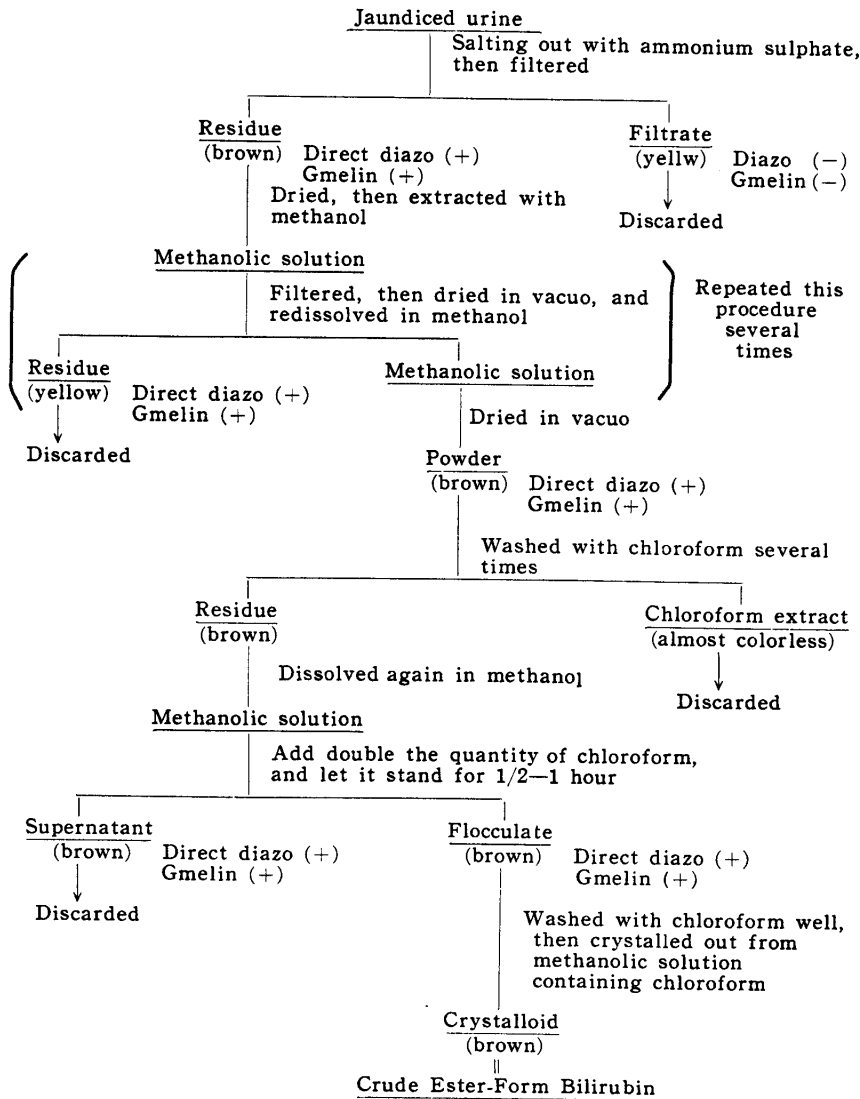 Jaundiced urine
Salting out with ammonium sulphate,
then filtered
Residue
(brown)
Direct diazo (+)
Gmelin (+)
Filtrate
(yellw)
Diazo (−)
Gmelin (−)
Discarded
Dried, then extracted with
methanol
Methanolic solution
Filtered, then dried in vacuo, and
redissolved in methanol
Repeated this
procedure
several
times
Residue
(yellow)
Direct diazo (+)
Gmelin (+)
Discarded
Methanolic solution
Dried in vacuo
Powder
(brown)
Direct diazo (+)
Gmelin (+)
Washed with chloroform several
times
Residue
(brown)
Chloroform extract
(almost colorless)
Discarded
Dissolved again in methanol
Methanolic solution
Add double the quantity of chloroform,
and let it stand for 1/2—1 hour
Supernatant
(brown)
Direct diazo (+)
Gmelin (+)
Discarded
Flocculate
(brown)
Direct diazo (+)
Gmelin (+)
Washed with chloroform well,
then crystalled out from
methanolic solution
containing chloroform
Crystalloid
(brown)
Crude Ester-Form Bilirubin